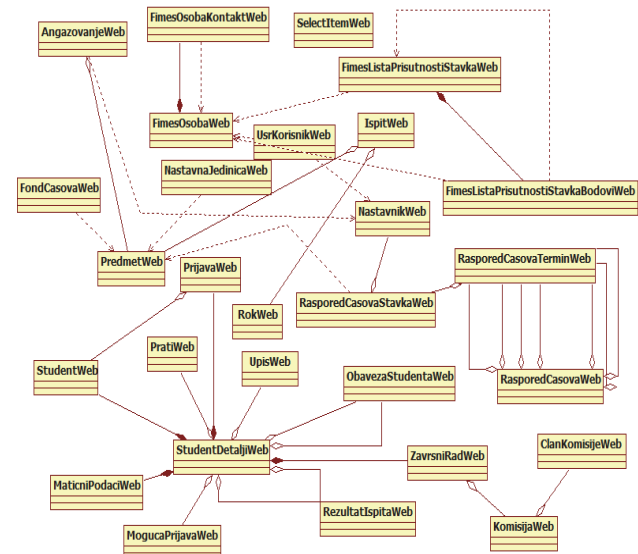 FimesOsobaKontaktWeb
SelectItemWeb
AngazovanjeWeb
FimesListaPrisutnostiStavkaWeb
FimesOsobaWeb
IspitWeb
UsrKorisnikWeb
NastavnaJedinicaWeb
FondCasovaWeb
FimesListaPrisutnostiStavkaBodoviWeb
NastavnikWeb
PredmetWeb
PrijavaWeb
RasporedCasovaTerminWeb
RasporedCasovaStavkaWeb
RokWeb
PratiWeb
UpisWeb
StudentWeb
ObavezaStudentaWeb
RasporedCasovaWeb
StudentDetaljiWeb
ZavrsniRadWeb
ClanKomisijeWeb
MaticniPodaciWeb
RezultatIspitaWeb
KomisijaWeb
MogucaPrijavaWeb